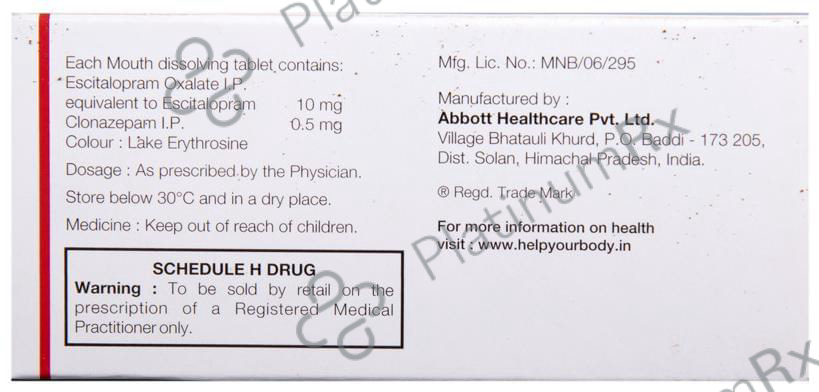 Each Mouth dissolving tablet contains:
Escitalopram Oxalate I.P.
equivalent to Escitalopram 10 mg
Clonazepam I.P. 0.5 mg
Colour : Lake Erythrosine
Dosage : As prescribed by the Physician.
Store below 30°C and in a dry place.
Medicine : Keep out of reach of children.
SCHEDULE H DRUG
Warning : To be sold by retail on the
prescription of a Registered Medical
Practitioner only.
Mfg. Lic. No.: MNB/06/295
Manufactured by :
Abbott Healthcare Pvt. Ltd.
Village Bhatauli Khurd, P.O. Baddi - 173 205,
Dist. Solan, Himachal Pradesh, India.
® Regd. Trade Mark
For more information on health
visit : www.helpyourbody.in
PlatinumRx